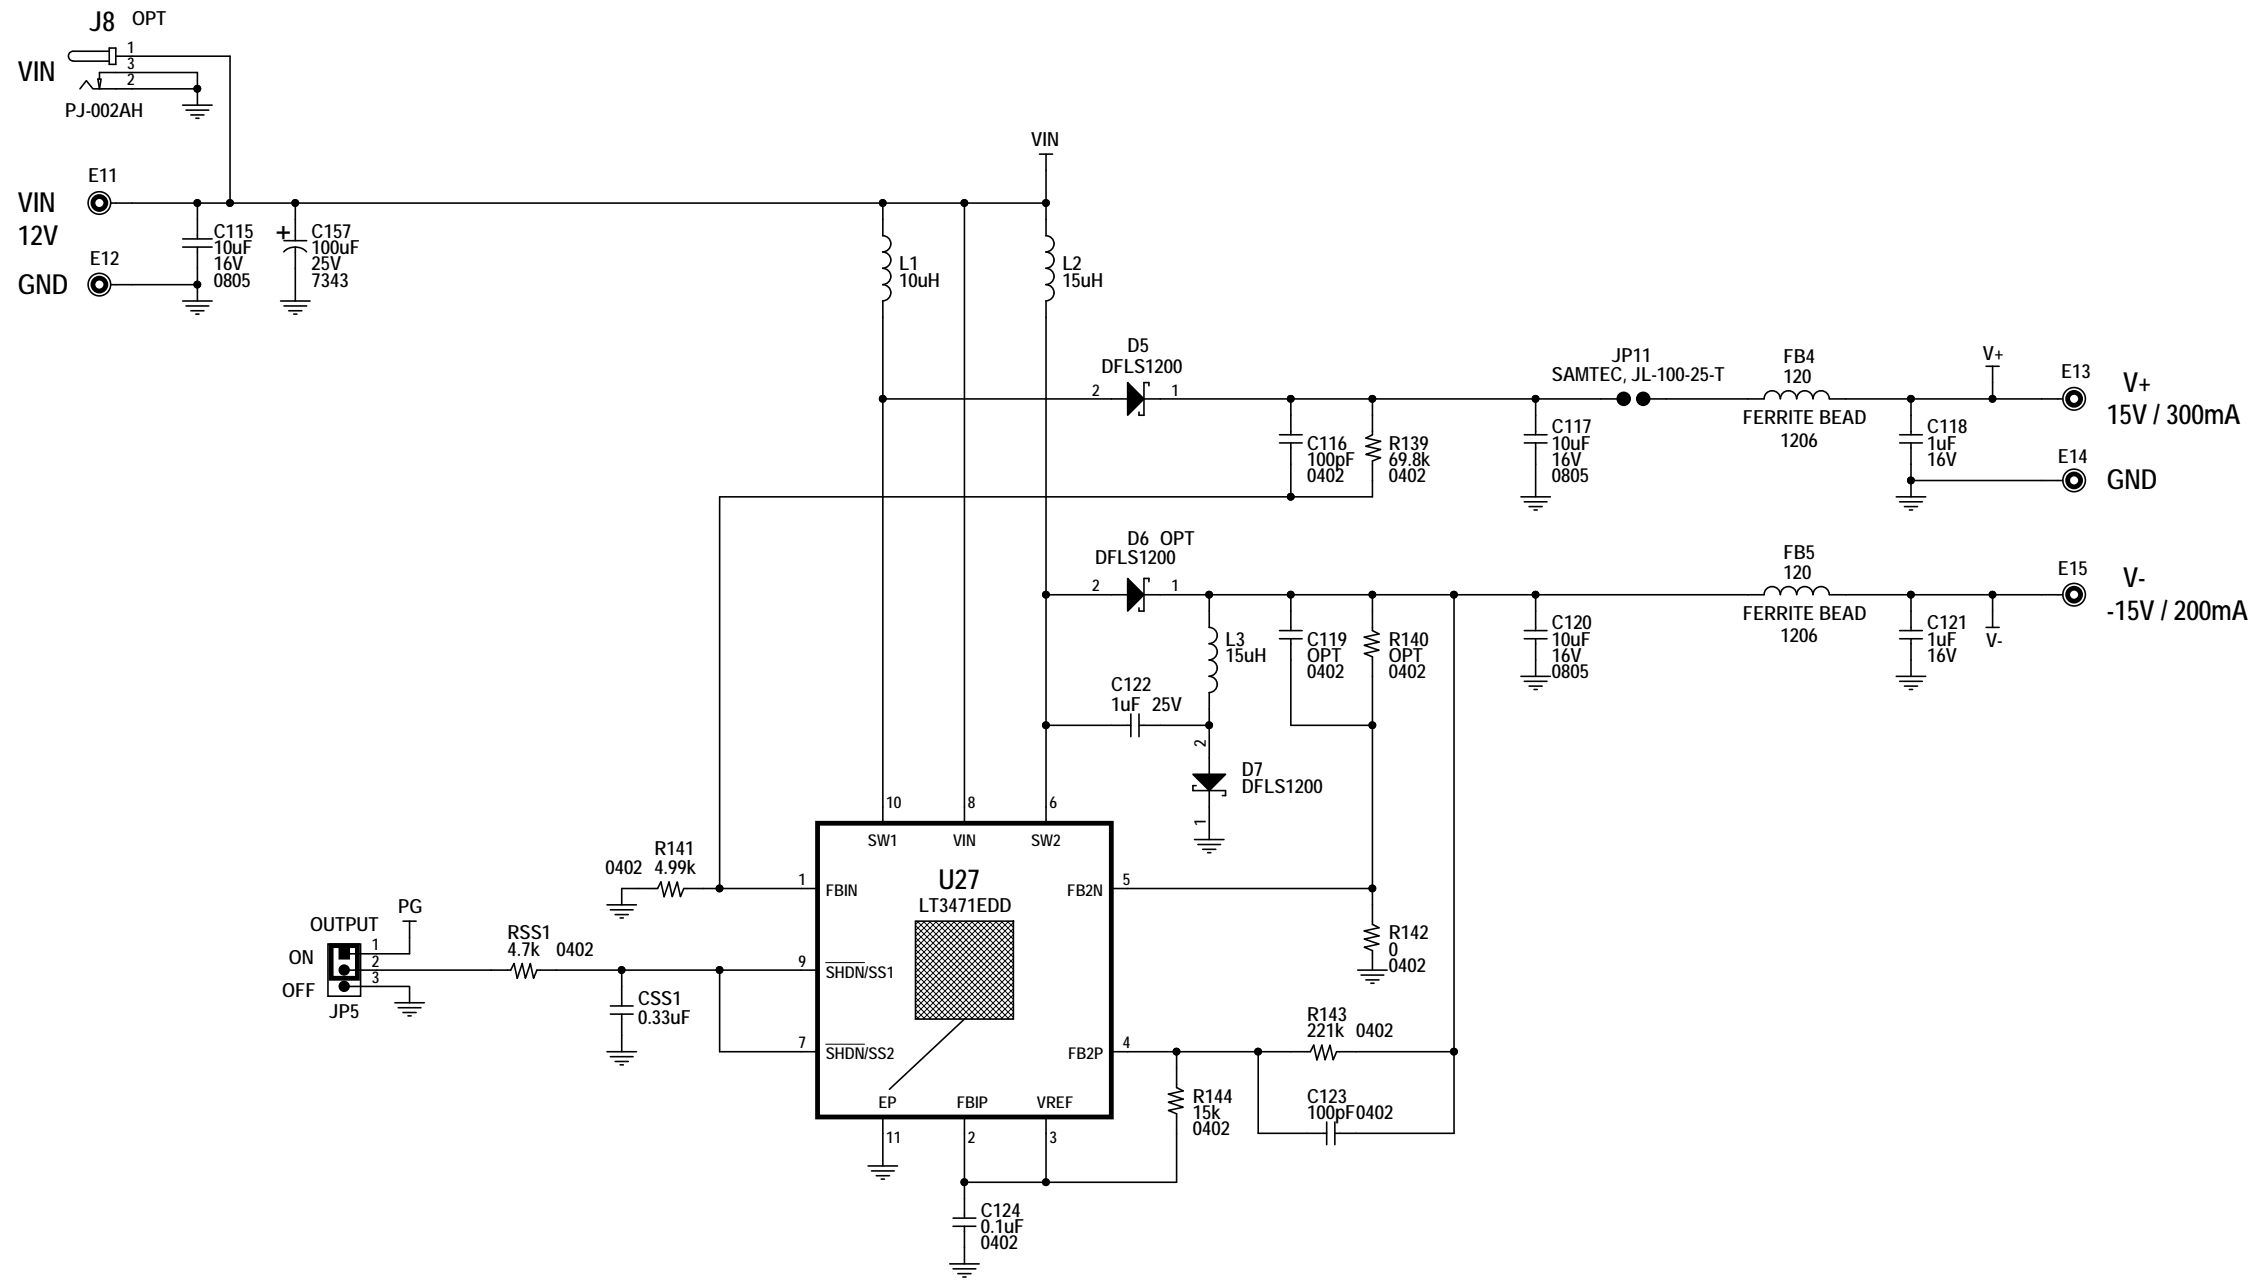 J8 OPT
1
3
2
VIN
PJ-002AH
VIN
E11
VIN
12V
C115
10uF
16V
0805
+
C157
100uF
25V
7343
E12
GND
L1
10uH
L2
15uH
D5
DFLS1200
2
1
JP11
SAMTEC, JL-100-25-T
FB4
120
FERRITE BEAD
1206
V+
E13
V+
15V / 300mA
C116
100pF
0402
R139
69.8k
0402
C117
10uF
16V
0805
C118
1uF
16V
E14
GND
D6 OPT
DFLS1200
2
1
FB5
120
FERRITE BEAD
1206
E15
V-
-15V / 200mA
L3
15uH
C119
OPT
0402
R140
OPT
0402
C120
10uF
16V
0805
C121
1uF
16V
V-
C122
1uF 25V
2
D7
DFLS1200
1
10
8
6
SW1
VIN
SW2
R141
0402 4.99k
1
FBIN
U27
LT3471EDD
FB2N
5
R142
0
0402
OUTPUT
PG
ON
OFF
1
2
3
JP5
RSS1
4.7k 0402
CSS1
0.33uF
9
SHDN/SS1
7
SHDN/SS2
FB2P
4
R143
221k 0402
C123
100pF0402
R144
15k
0402
EP
FBIP
VREF
11
2
3
C124
0.1uF
0402